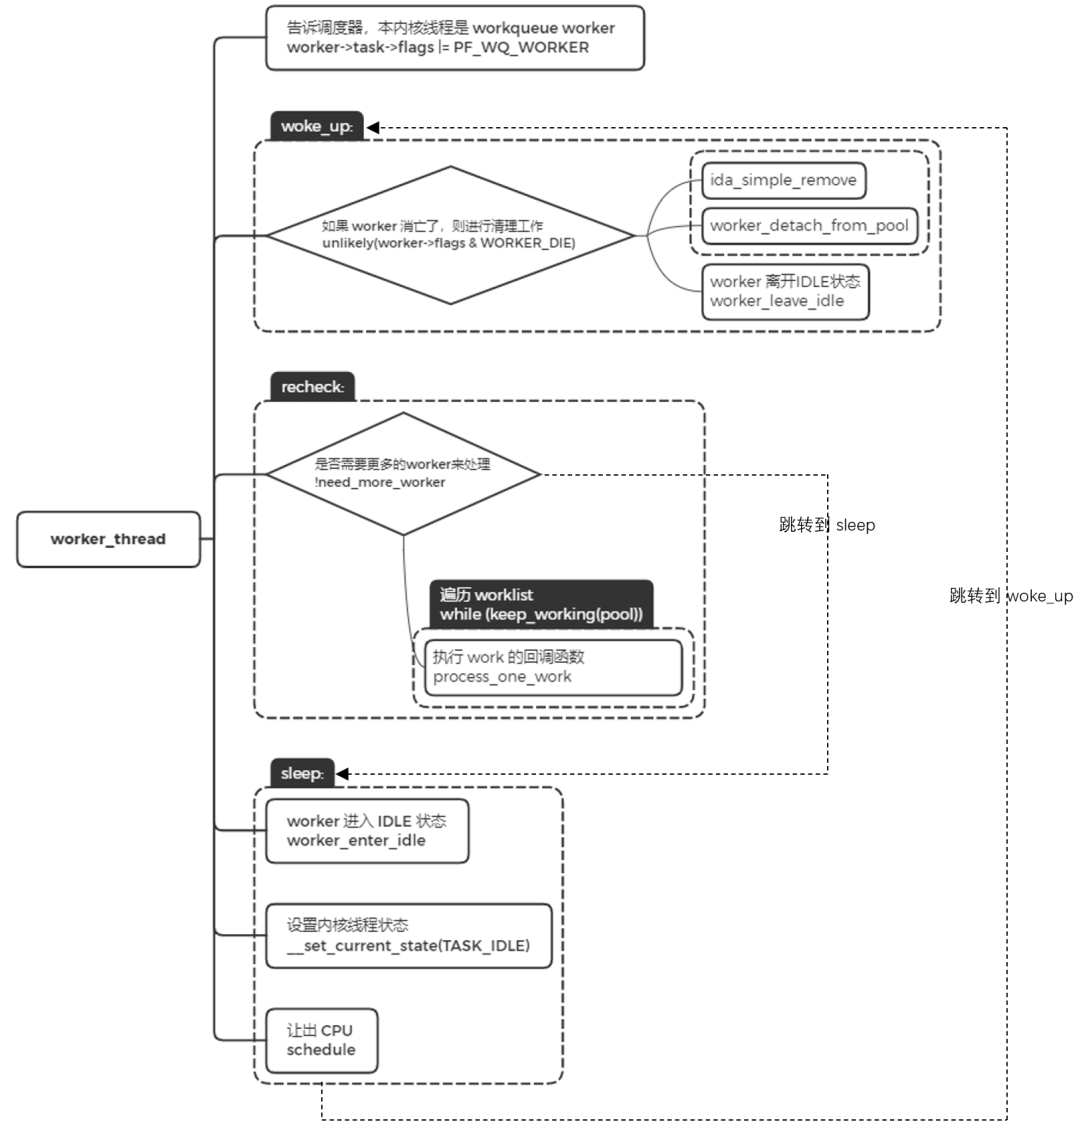 告诉调度器，本内核线程是 workqueue worker
worker->task->flags |= PF_WQ_WORKER
woke_up:
如果 worker 消亡了，则进行清理工作
unlikely(worker->flags & WORKER_DIE)
ida_simple_remove
worker_detach_from_pool
worker 离开IDLE状态
worker_leave_idle
recheck:
是否需要更多的worker来处理
!need_more_worker
跳转到 sleep
worker_thread
遍历 worklist
while (keep_working(pool))
跳转到 woke_up
执行 work 的回调函数
process_one_work
sleep:
worker 进入 IDLE 状态
worker_enter_idle
设置内核线程状态
__set_current_state(TASK_IDLE)
让出 CPU
schedule